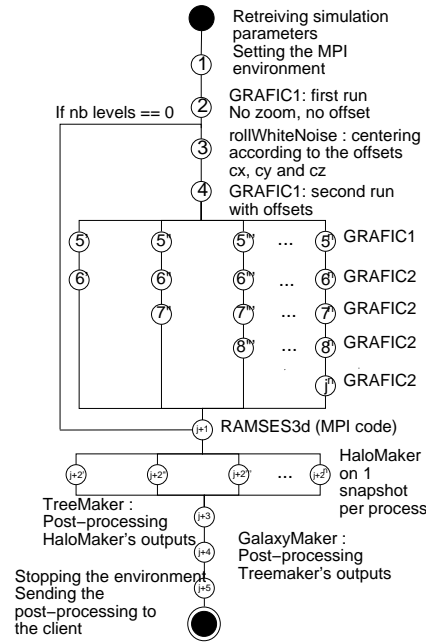 Retreiving simulation
parameters
Setting the MPI
environment
1
GRAFIC1: first run
No zoom, no offset
2
If nb levels == 0
rollWhiteNoise : centering
according to the offsets
cx, cy and cz
3
4
GRAFIC1: second run
with offsets
5' 5'' 5''' ... 5n GRAFIC1
6' 6'' 6''' ... 6n GRAFIC2
7'' 7''' ... 7n GRAFIC2
8''' ... 8n GRAFIC2
jn GRAFIC2
j+1 RAMSES3d (MPI code)
j+2' j+2'' j+2''' ... j+2n
HaloMaker
on 1
snapshot
per process
TreeMaker :
Post–processing
HaloMaker's outputs
j+3
j+4
GalaxyMaker :
Post–processing
Treemaker's outputs
j+5
Stopping the environment
Sending the
post–processing to
the client